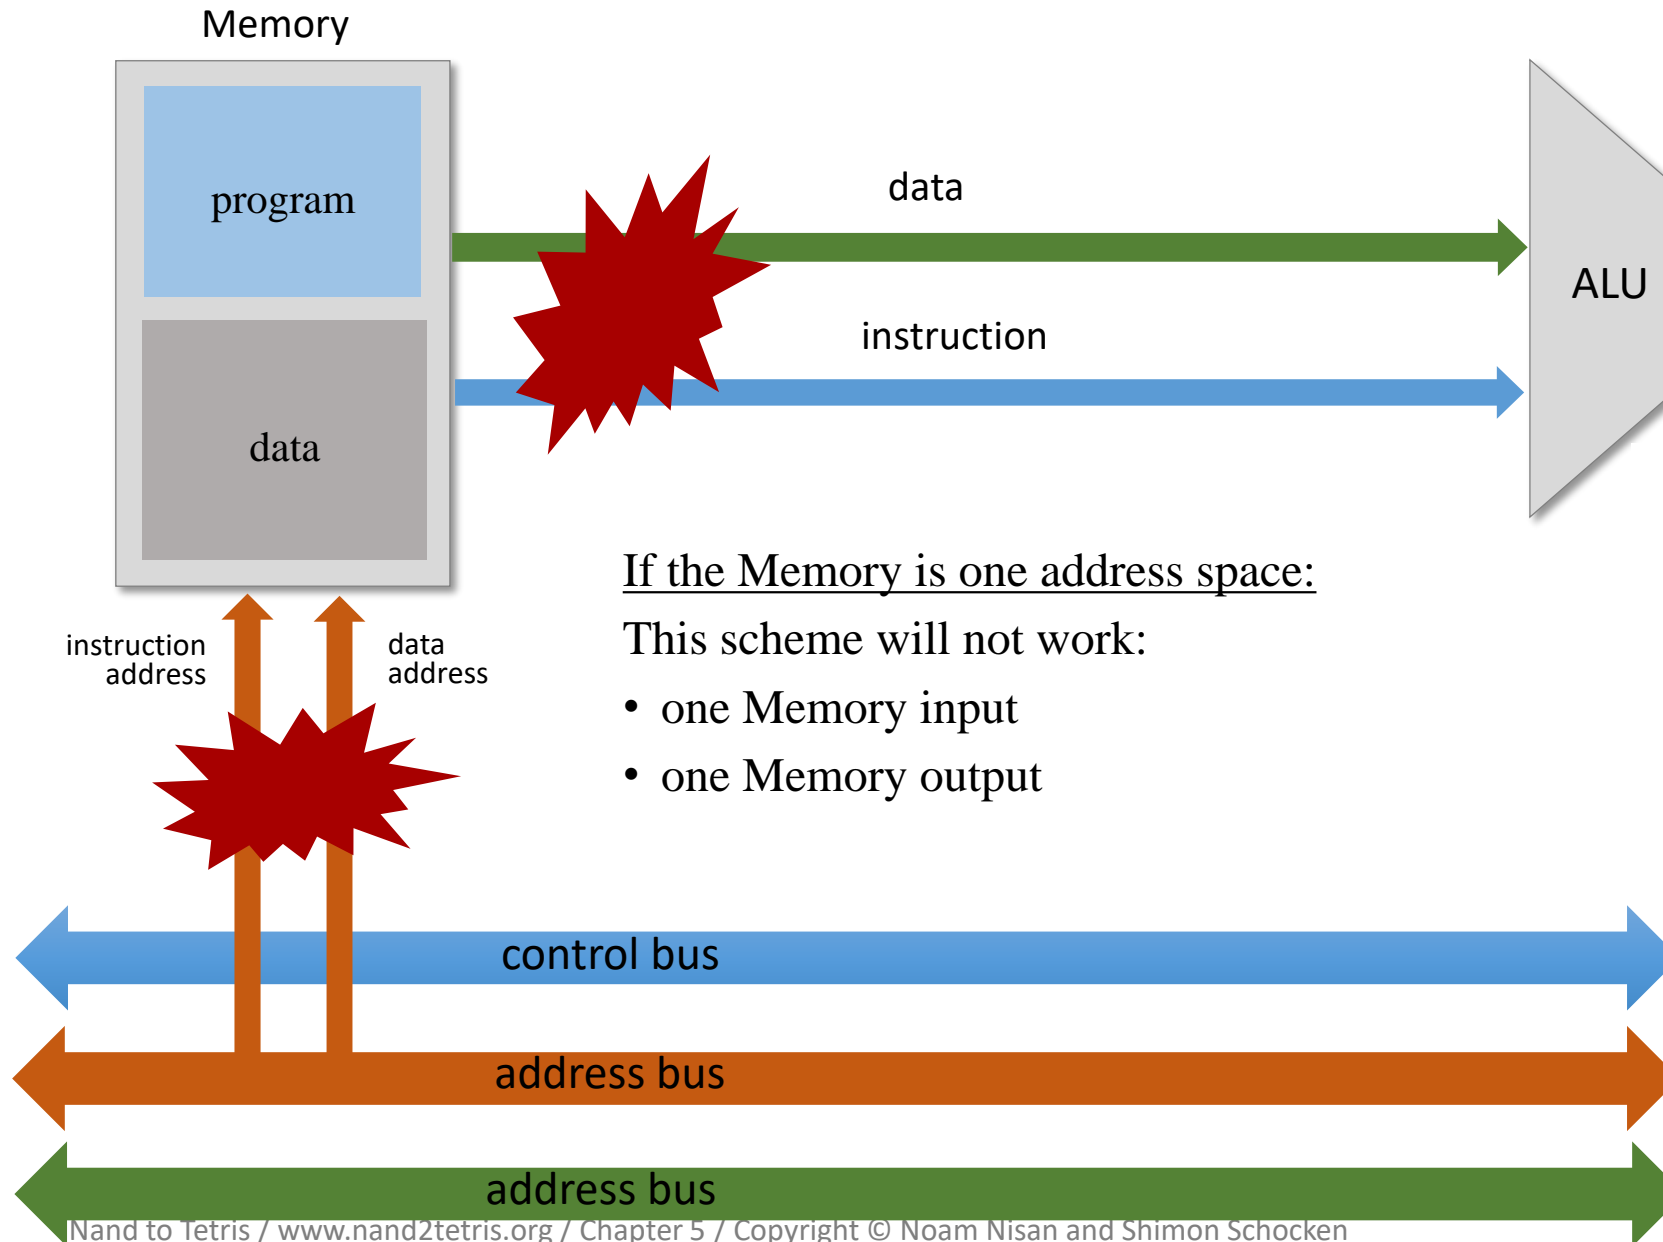 Memory
program
data
data
instruction
ALU
instruction
address
data
address
If the Memory is one address space:
This scheme will not work:
• one Memory input
• one Memory output
control bus
address bus
address bus
Nand to Tetris / www.nand2tetris.org / Chapter 5 / Copyright © Noam Nisan and Shimon Schocken